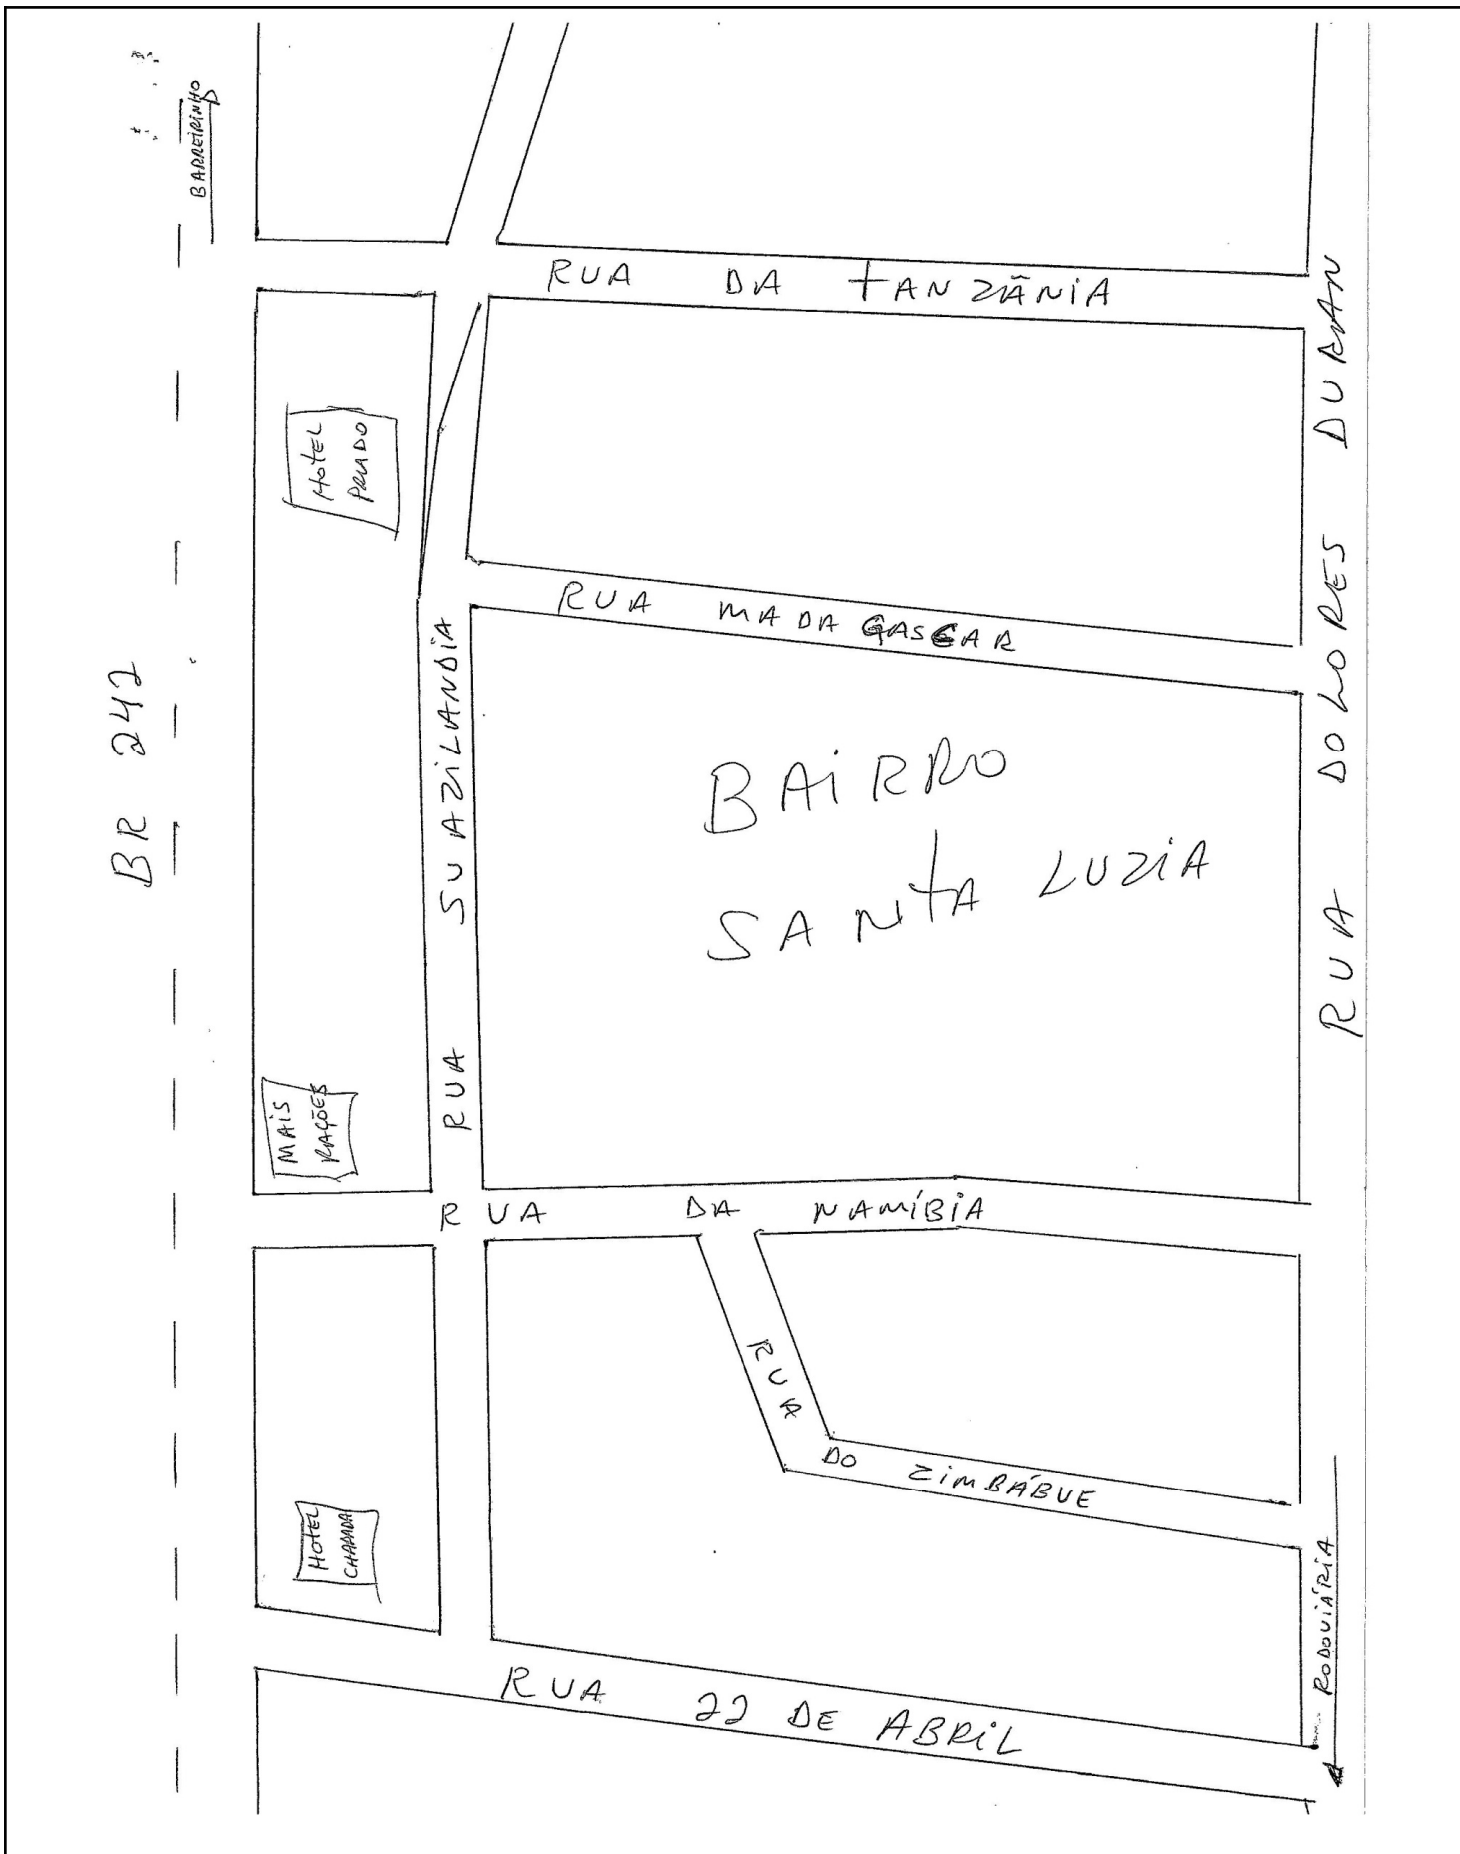 BARREIRINHO
RUA DA TANZÂNIA
HOTEL
PRADO
RUA MADAGASCAR
BR 242
RUA SUAZILANDIA
RUA DOLORES DURAN
BAIRRO
SANTA LUZIA
MAIS
RAÇÕES
RUA DA NAMÍBIA
RUA DO ZIMBÁBUE
HOTEL
CHAPADA
RODOVIÁRIA
RUA 22 DE ABRIL